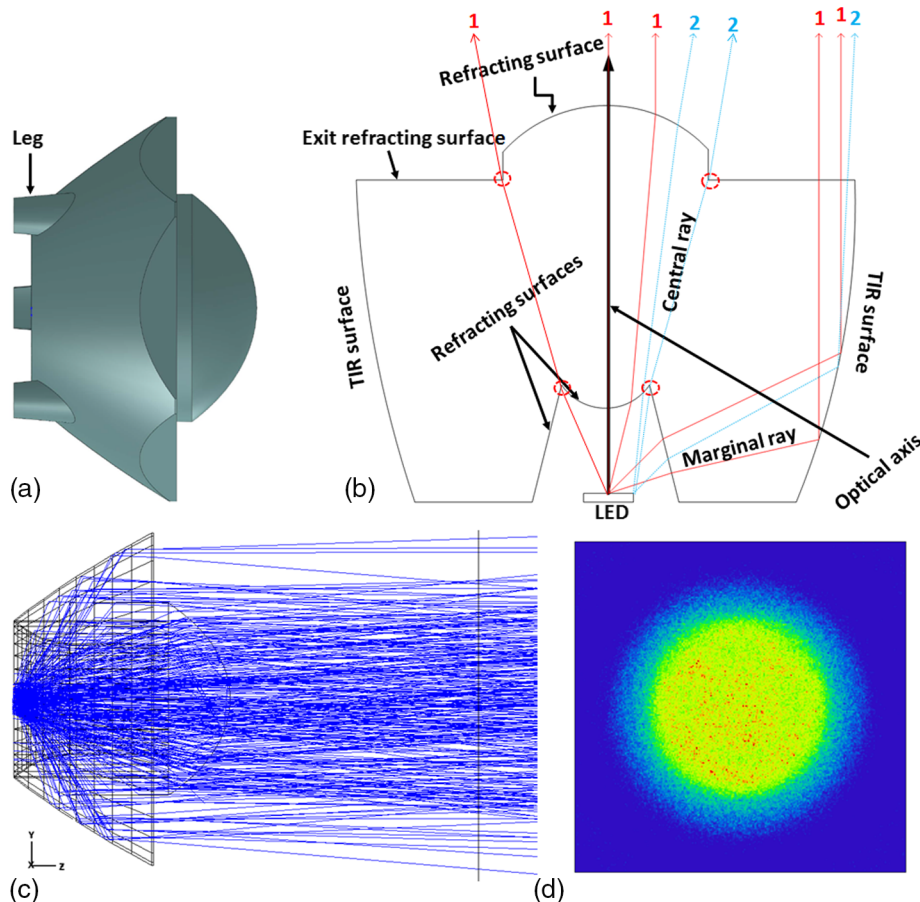 Leg
(a)
1
1
1
2
2
1
1
2
Refracting surface
Exit refracting surface
Central ray
TIR surface
TIR surface
Refracting surfaces
Marginal ray
Optical axis
LED
(b)
Y
X
Z
(c)
(d)